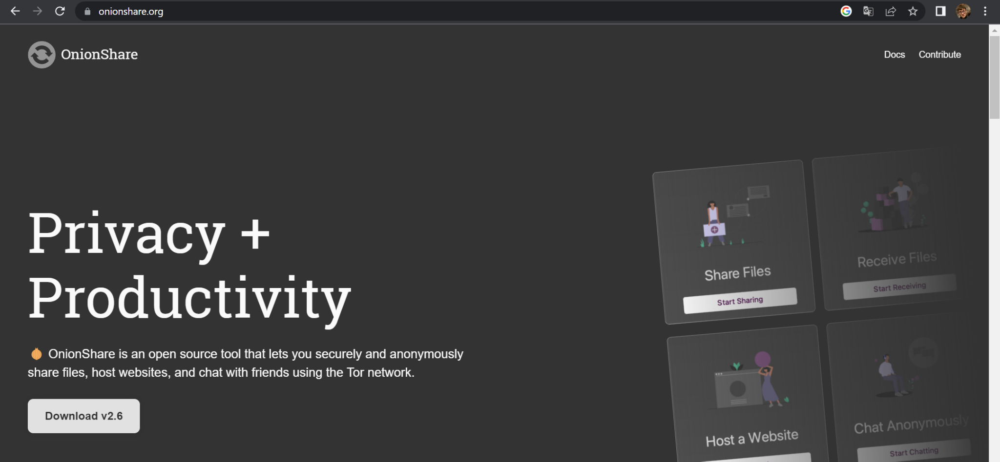 onionshare.org
OnionShare
Docs
Contribute
Privacy +
Productivity
OnionShare is an open source tool that lets you securely and anonymously
share files, host websites, and chat with friends using the Tor network.
Download v2.6
Share Files
Start Sharing
Receive Files
Start Receiving
Host a Website
Chat Anonymously
Start Chatting